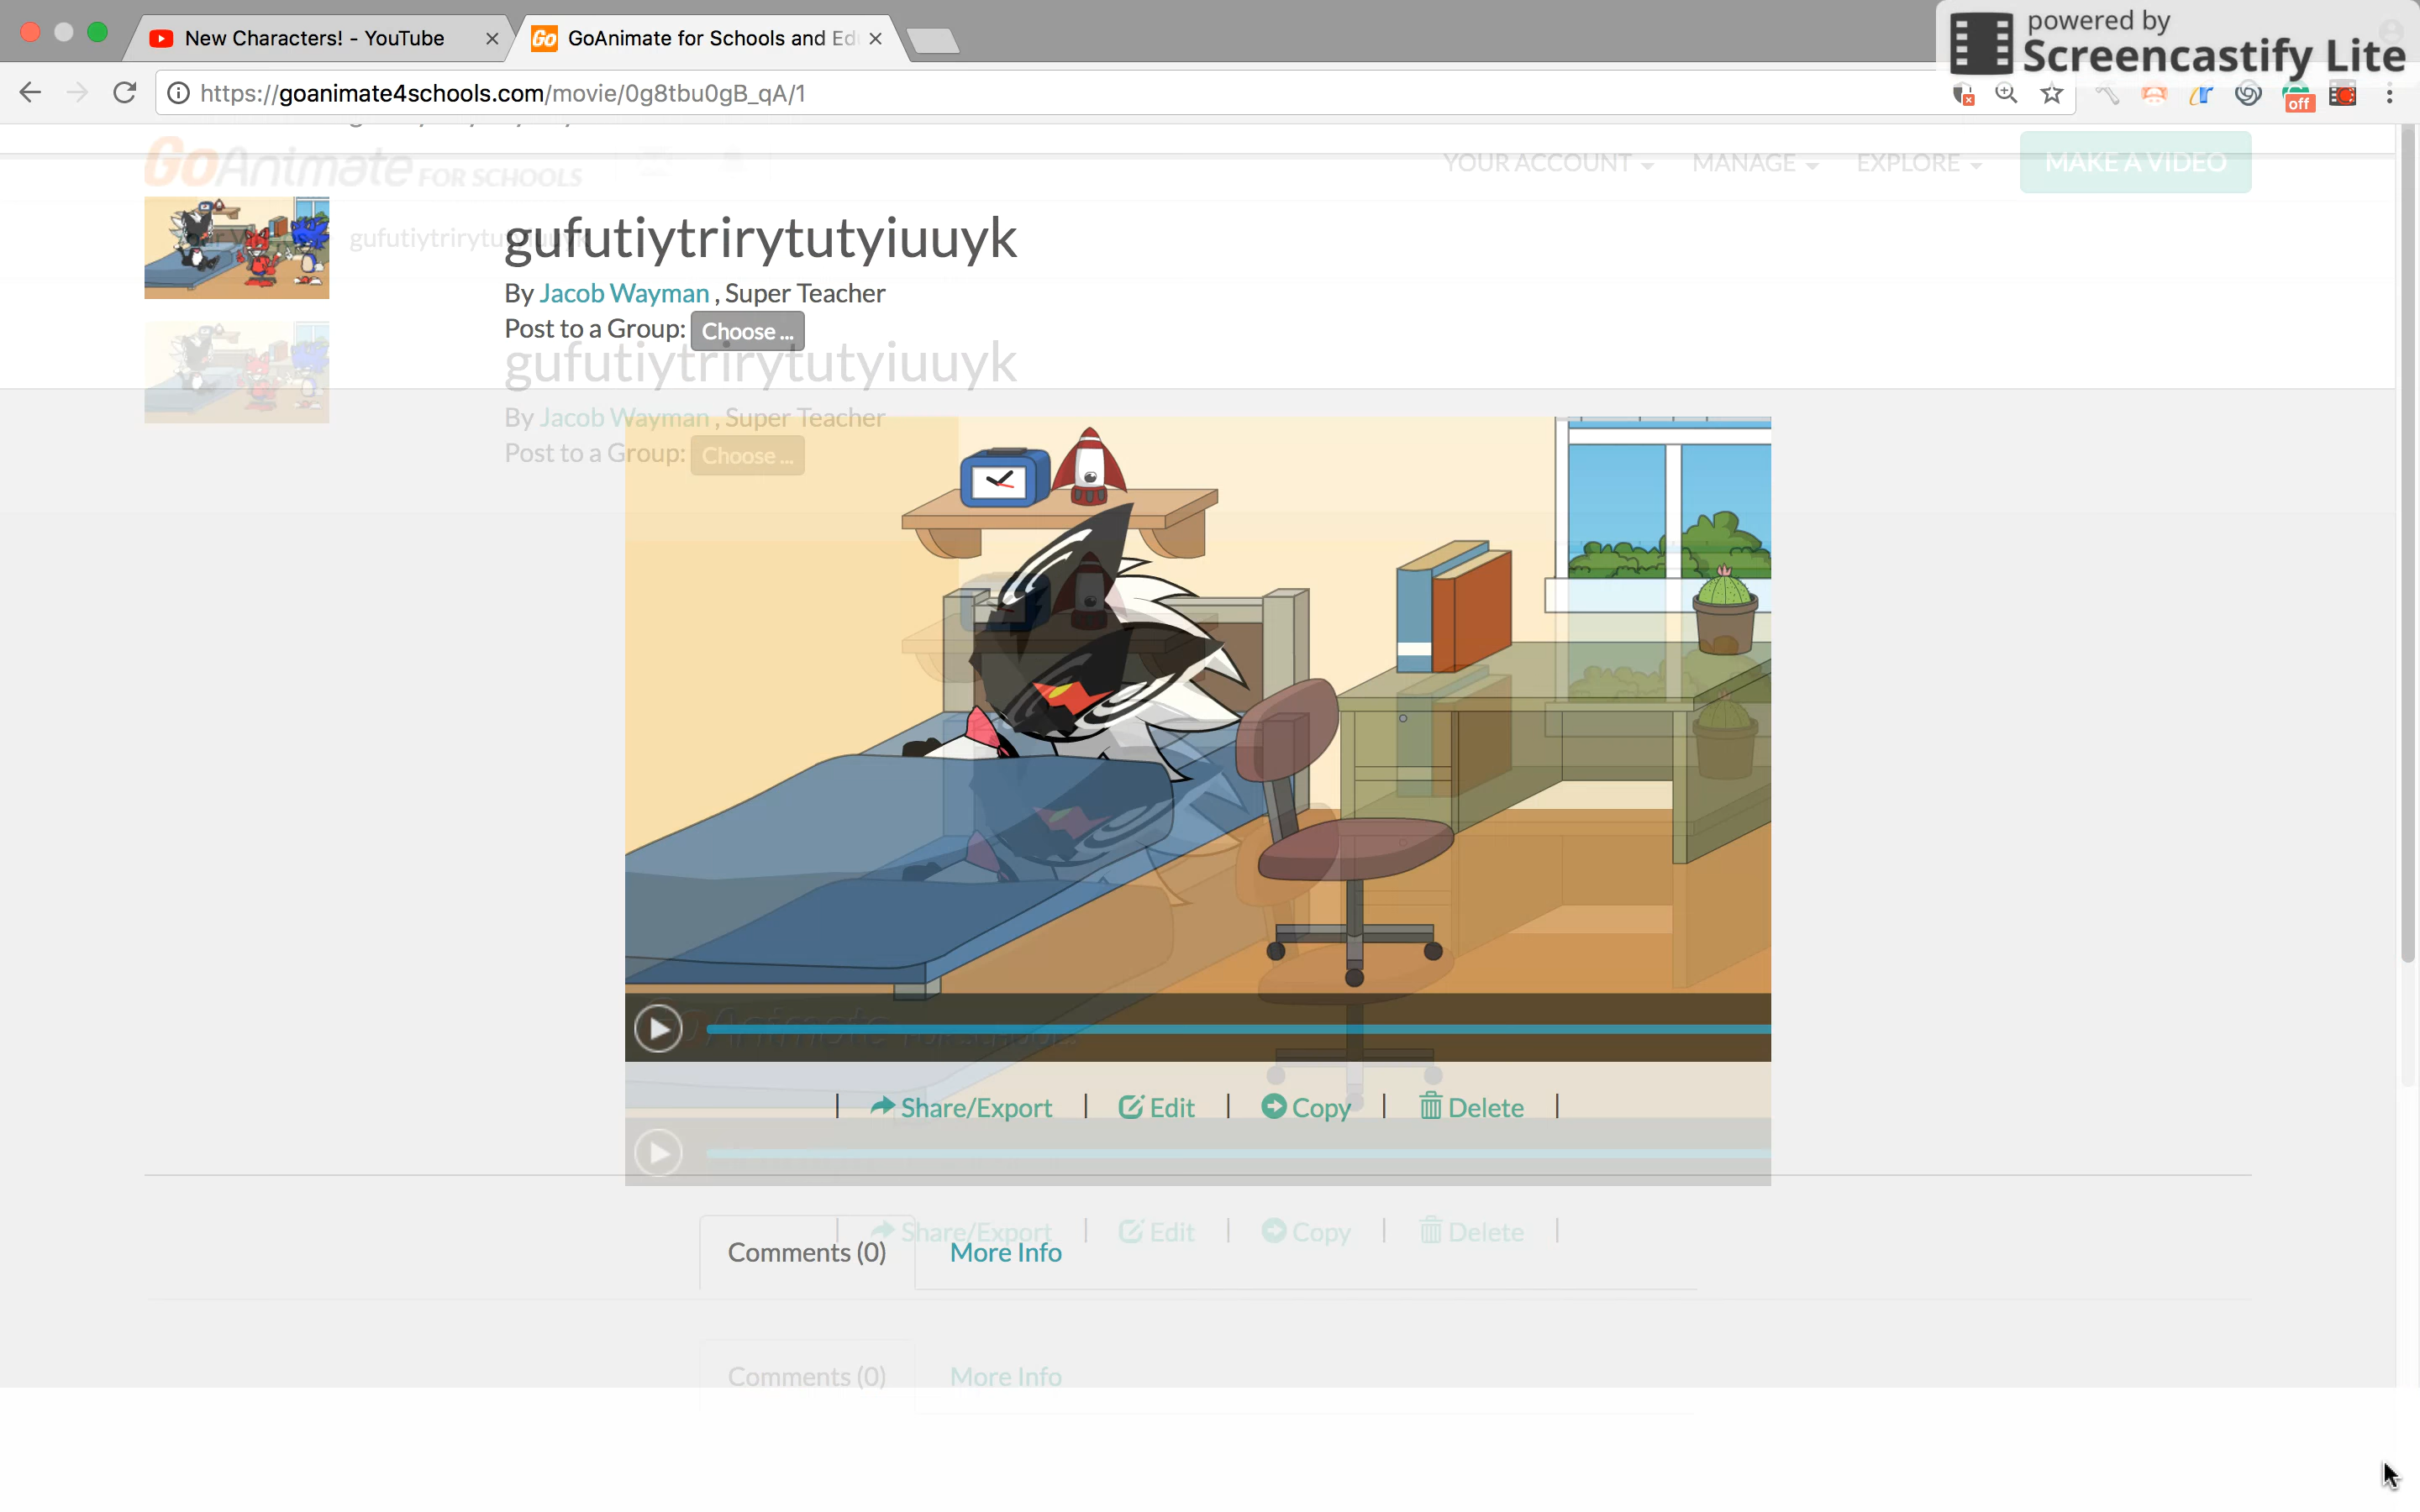 New Characters! - YouTube
GoAnimate for Schools and Edu
powered by
Screencastify Lite
https://goanimate4schools.com/movie/0g8tbu0gB_qA/1
off
GoAnimate FOR SCHOOLS
YOUR ACCOUNT
MANAGE
EXPLORE
MAKE A VIDEO
gufutiytrirytutyiuuyk
By Jacob Wayman , Super Teacher
Post to a Group: Choose ...
gufutiytrirytutyiuuyk
By Jacob Wayman , Super Teacher
Post to a Group: Choose ...
| Share/Export | Edit | Copy | Delete |
| Share/Export | Edit | Copy | Delete |
Comments (0)
More Info
Comments (0)
More Info